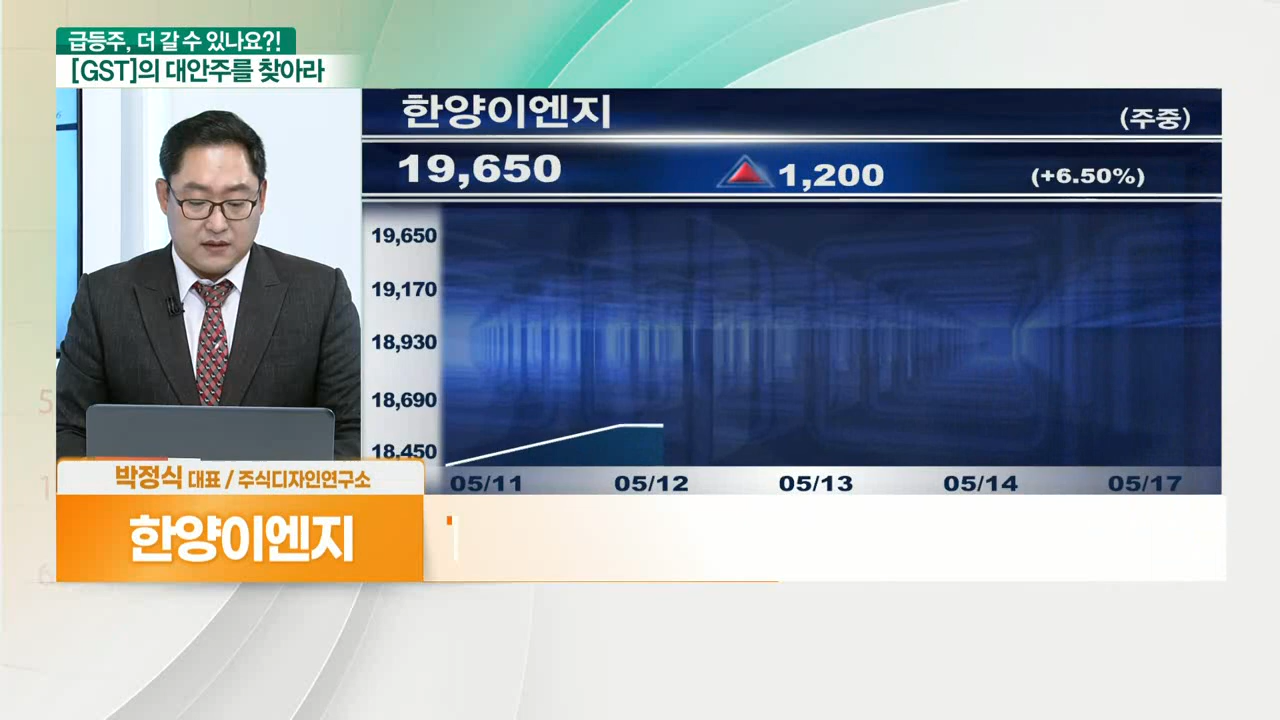 급등주, 더 갈 수 있나요?!
[GST]의 대안주를 찾아라
한양이엔지
(주중)
19,650
1,200
(+6.50%)
19,650
19,170
18,930
18,690
18,450
05/11
05/12
05/13
05/14
05/17
박정식 대표 / 주식디자인연구소
한양이엔지